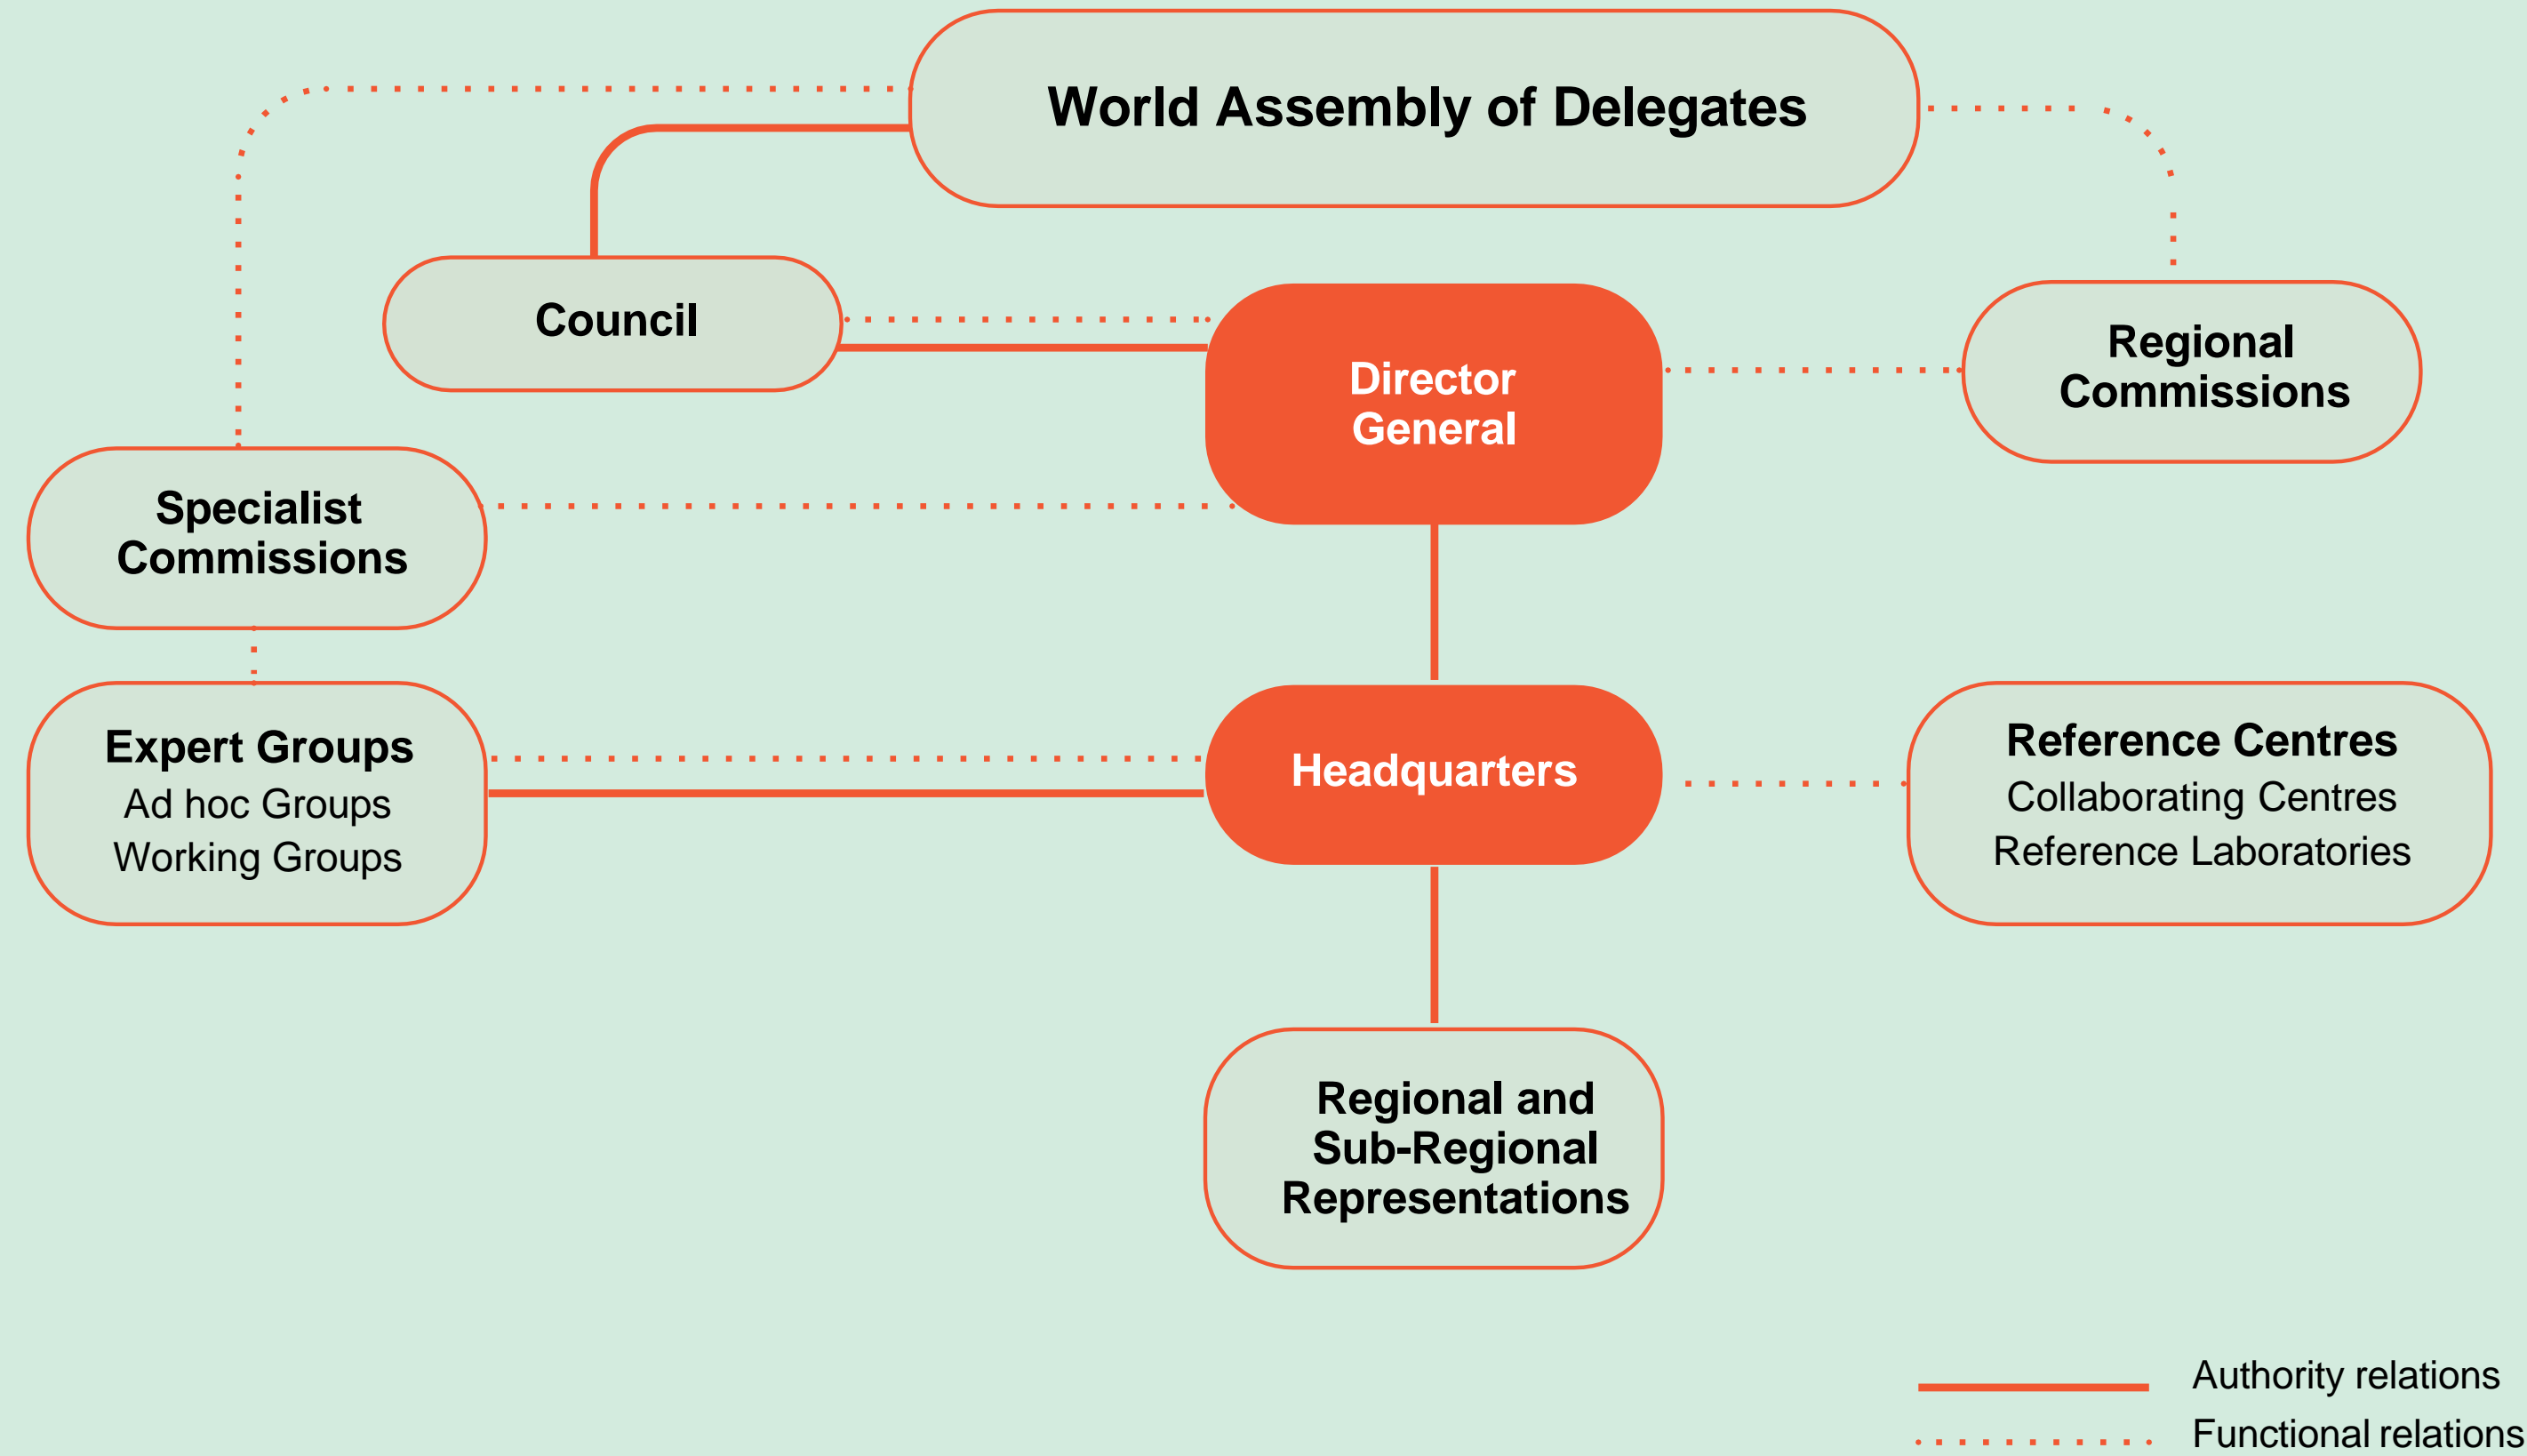 World Assembly of Delegates
Council
Director
General
Regional
Commissions
Specialist
Commissions
Expert Groups
Ad hoc Groups
Working Groups
Headquarters
Reference Centres
Collaborating Centres
Reference Laboratories
Regional and
Sub-Regional
Representations
Authority relations
Functional relations